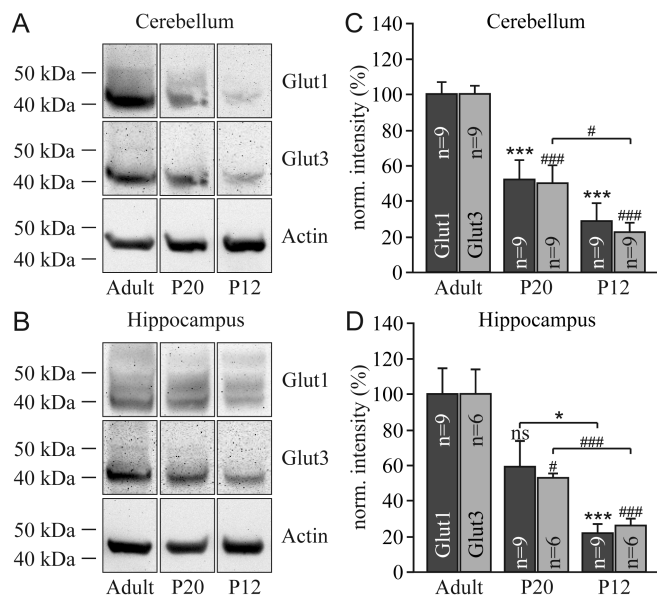 A
50 kDa
40 kDa
Glut1
50 kDa
40 kDa
Glut3
50 kDa
40 kDa
Actin
Adult P20 P12
B
Hippocampus
50 kDa
40 kDa
Glut1
50 kDa
40 kDa
Glut3
50 kDa
40 kDa
Actin
Adult P20 P12
Cerebellum
C
Cerebellum
norm. intensity (%)
140
120
100
80
60
40
20
0
Glut1 n=9
Glut3 n=9
***
n=9
###
n=9
#
***
n=9
###
n=9
Adult P20 P12
D
Hippocampus
norm. intensity (%)
140
120
100
80
60
40
20
0
Glut1 n=9
Glut3 n=6
ns
n=9
#
n=6
*
###
***
n=9
###
n=6
Adult P20 P12